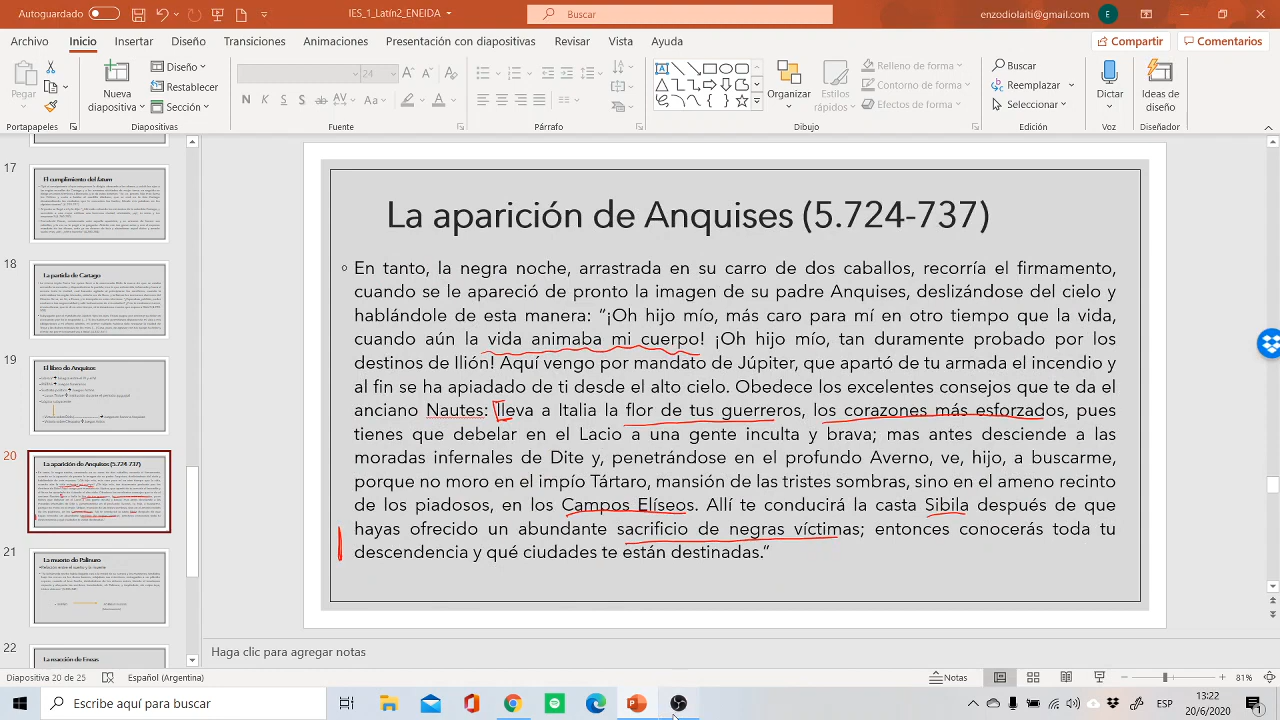 Autoguardado
IES_1_Latín2_ENEIDA
Buscar
enzodiolaiti@gmail.com
E
Archivo
Inicio
Insertar
Diseño
Transiciones
Animaciones
Presentación con diapositivas
Revisar
Vista
Ayuda
Compartir
Comentarios
Pegar
Nueva
diapositiva
Diseño
Restablecer
Sección
24
N K S S ab AV Aa A
Organizar
Estilos
rápidos
Relleno de forma
Contorno de forma
Efectos de forma
Buscar
Reemplazar
Seleccionar
Dictar
Ideas de
diseño
Portapapeles
Diapositivas
Fuente
Párrafo
Dibujo
Edición
Voz
Diseñador
17
El cumplimiento del fatum
18
La partida de Cartago
19
El libro de Anquises
20
La aparición de Anquises (5.724-737)
21
La muerte de Palinuro
22
La reacción de Eneas
La aparición de Anquises (5.724-737)
En tanto, la negra noche, arrastrada en su carro de dos caballos, recorría el firmamento,
cuando se le apareció de pronto la imagen de su padre Anquises, deslizándose del cielo y
hablándole de esta manera: "¡Oh hijo mío, más caro para mí en otro tiempo que la vida,
cuando aún la vida animaba mi cuerpo! ¡Oh hijo mío, tan duramente probado por los
destinos de Ilión! Aquí vengo por mandato de Júpiter, que apartó de tu armada el incendio y
al fin se ha apiadado de ti desde el alto cielo. Obedece los excelentes consejos que te da el
anciano Nautes: lleva a Italia la flor de tus guerreros, los corazones más esforzados, pues
tienes que debelar en el Lacio a una gente inculta y brava; mas antes desciende a las
moradas infernales de Dite y, penetrándose en el profundo Averno, ve, hijo, a buscarme,
porque no moro en el impío Tártaro, mansión de las tristes sombras, sino en el ameno recinto
de los piadosos, en los Campos Elíseos. Allí te conducirá la casta Sibila después de que
hayas ofrecido un abundante sacrificio de negras víctimas; entonces conocerás toda tu
descendencia y qué ciudades te están destinadas."
Haga clic para agregar notas
Diapositiva 20 de 25
Español (Argentina)
Notas
81%
Escribe aquí para buscar
ESP
13:22
20/6/2020